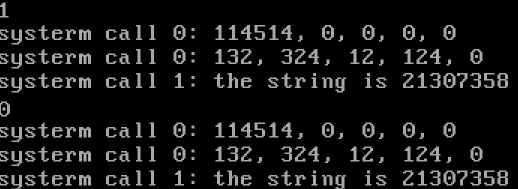 1
systerm call 0: 114514, 0, 0, 0, 0
systerm call 0: 132, 324, 12, 124, 0
systerm call 1: the string is 21307358
0
systerm call 0: 114514, 0, 0, 0, 0
systerm call 0: 132, 324, 12, 124, 0
systerm call 1: the string is 21307358